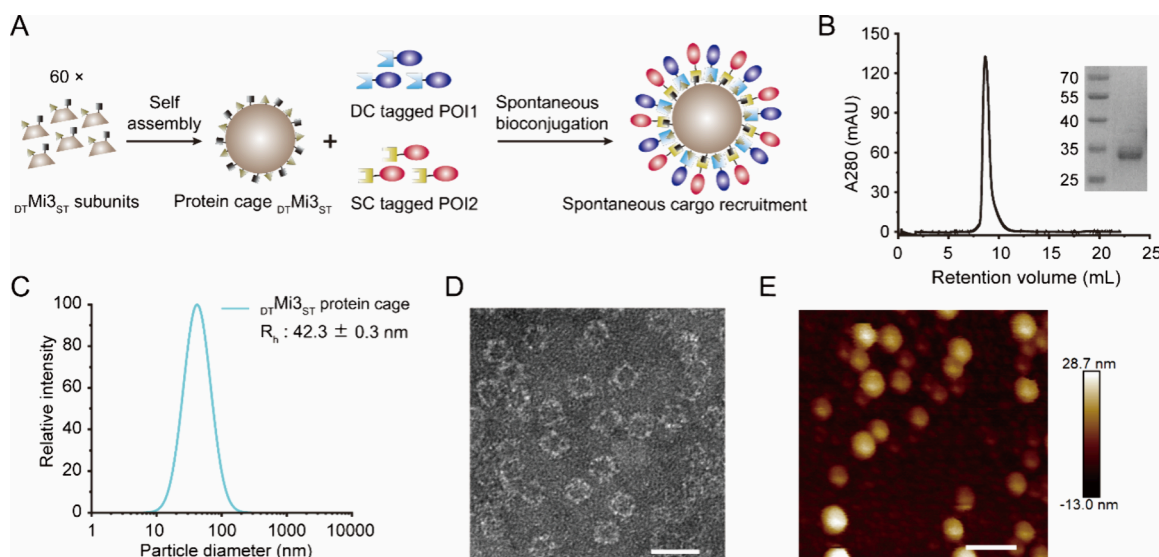 A
60 ×
Self
assembly
DTMi3ST subunits
Protein cage DTMi3ST
+
DC tagged POI1
SC tagged POI2
Spontaneous
bioconjugation
Spontaneous cargo recruitment
B
A280 (mAU)
150
120
90
60
30
0
0
5
10
15
20
25
Retention volume (mL)
70
55
40
35
25
C
Relative intensity
100
80
60
40
20
0
1
10
100
1000
10000
Particle diameter (nm)
DTMi3ST protein cage
Rh : 42.3 ± 0.3 nm
D
E
28.7 nm
-13.0 nm